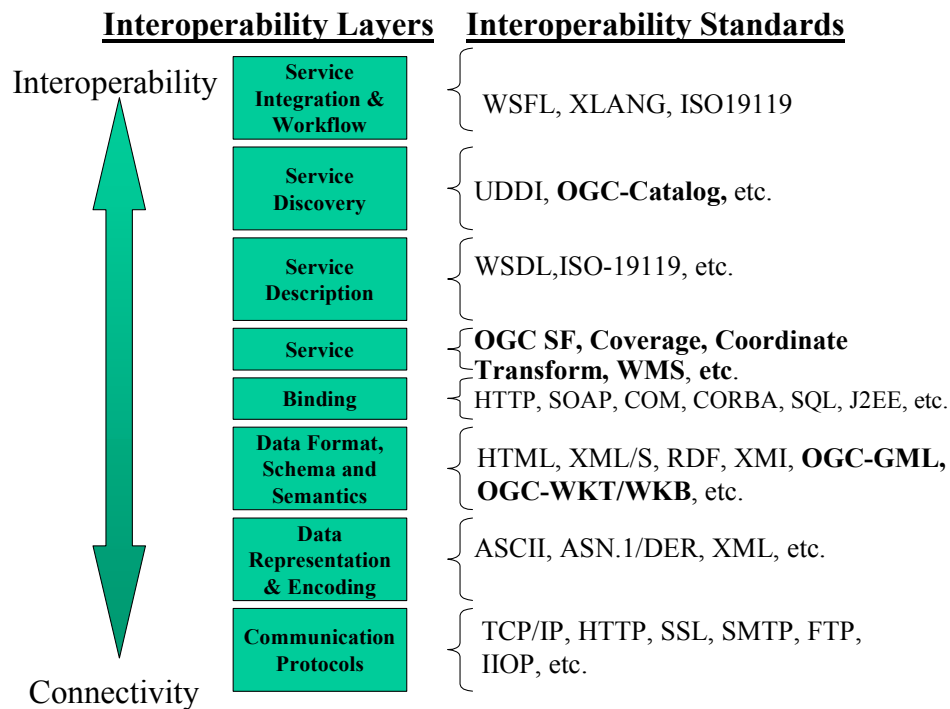 Interoperability Layers Interoperability Standards
Interoperability
Service
Integration &
Workflow
WSFL, XLANG, ISO19119
Service
Discovery
UDDI, OGC-Catalog, etc.
Service
Description
WSDL,ISO-19119, etc.
Service
OGC SF, Coverage, Coordinate
Transform, WMS, etc.
Binding
HTTP, SOAP, COM, CORBA, SQL, J2EE, etc.
Data Format,
Schema and
Semantics
HTML, XML/S, RDF, XMI, OGC-GML,
OGC-WKT/WKB, etc.
Data
Representation
& Encoding
ASCII, ASN.1/DER, XML, etc.
Communication
Protocols
TCP/IP, HTTP, SSL, SMTP, FTP,
IIOP, etc.
Connectivity